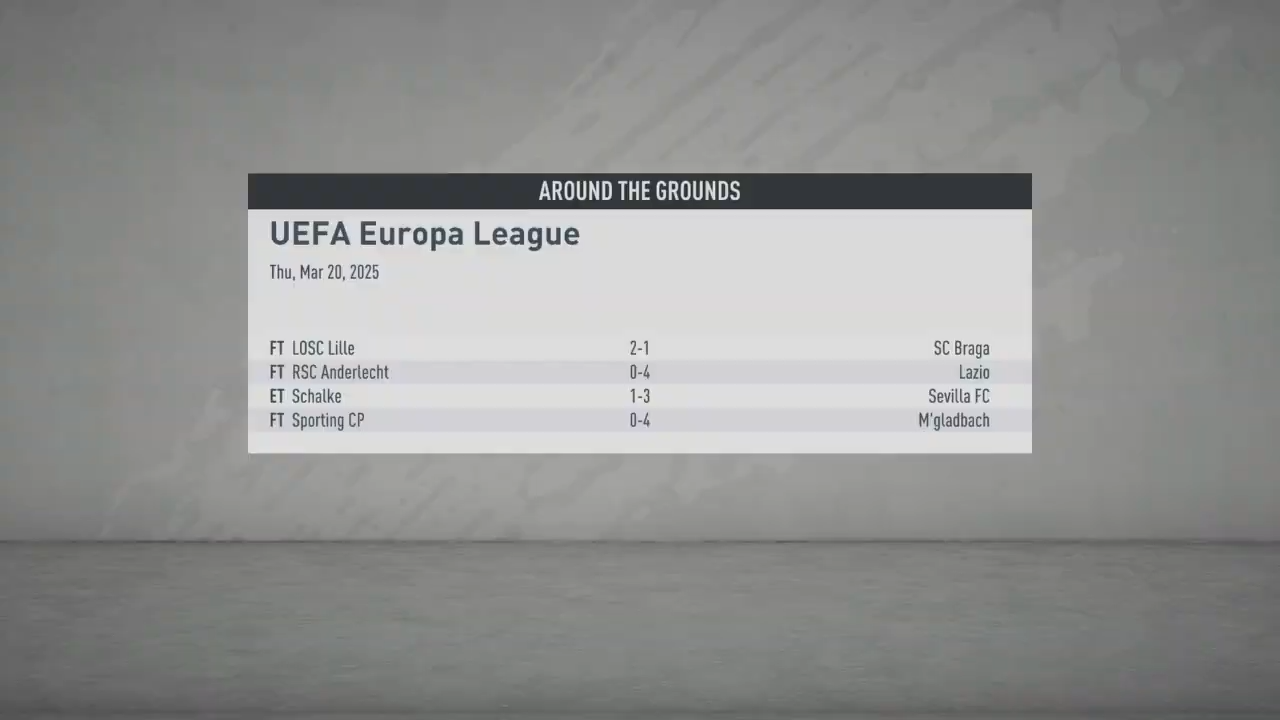 AROUND THE GROUNDS
UEFA Europa League
Thu, Mar 20, 2025
FT LOSC Lille 2-1 SC Braga
FT RSC Anderlecht 0-4 Lazio
ET Schalke 1-3 Sevilla FC
FT Sporting CP 0-4 M'gladbach